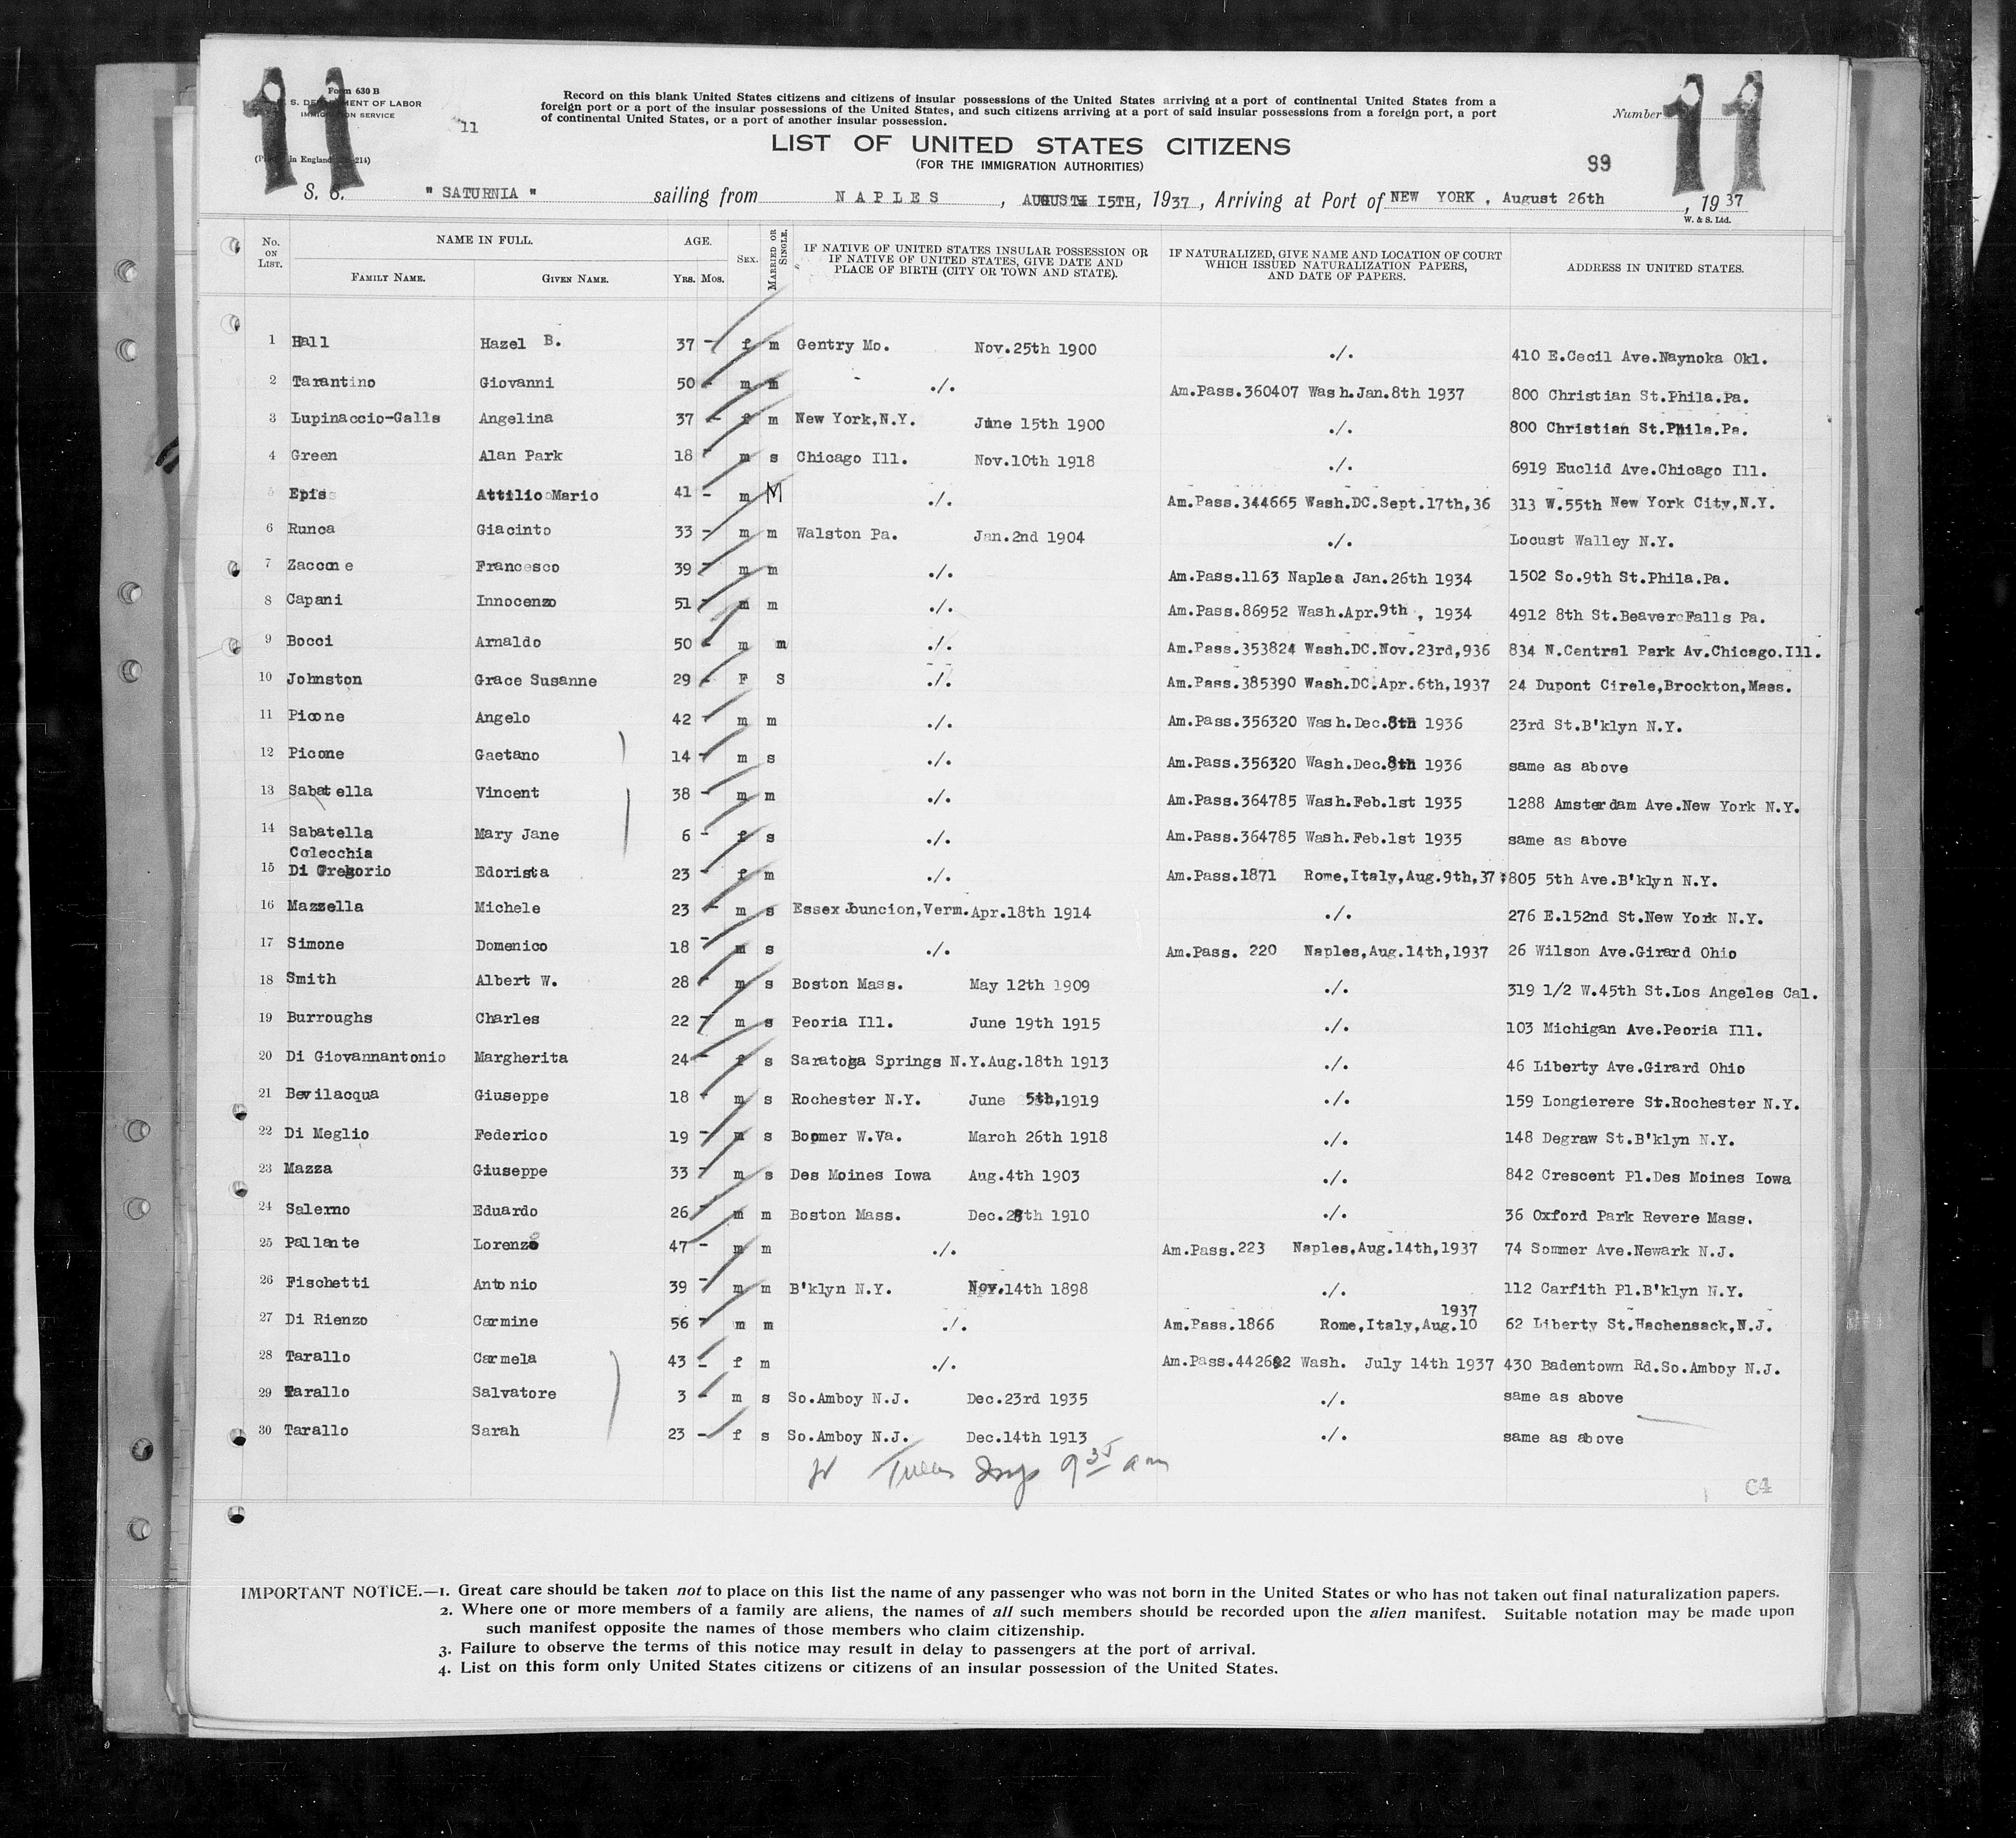 11
11
Form 630 B
U. S. DEPARTMENT OF LABOR
IMMIGRATION SERVICE
11
Record on this blank United States citizens and citizens of insular possessions of the United States arriving at a port of continental United States from a
foreign port or a port of the insular possessions of the United States, and such citizens arriving at a port of said insular possessions from a foreign port, a port
of continental United States, or a port of another insular possession.
Number
LIST OF UNITED STATES CITIZENS
(FOR THE IMMIGRATION AUTHORITIES)
(Printed in England 214)
99
S. S. " SATURNIA " sailing from NAPLES , AUGUST 15TH, 1937, Arriving at Port of NEW YORK , August 26th , 1937
W. & S. Ltd.
No. ON LIST. NAME IN FULL. AGE. SEX. MARRIED OR SINGLE. IF NATIVE OF UNITED STATES INSULAR POSSESSION OR IF NATIVE OF UNITED STATES, GIVE DATE AND PLACE OF BIRTH (CITY OR TOWN AND STATE). IF NATURALIZED, GIVE NAME AND LOCATION OF COURT WHICH ISSUED NATURALIZATION PAPERS, AND DATE OF PAPERS. ADDRESS IN UNITED STATES.
FAMILY NAME. GIVEN NAME. YRS. MOS.
1 Hall Hazel B. 37 - f m Gentry Mo. Nov.25th 1900 ./. 410 E.Cecil Ave.Naynoka Okl.
2 Tarantino Giovanni 50 - m m ./. Am.Pass.360407 Wash.Jan.8th 1937 800 Christian St.Phila.Pa.
3 Lupinaccio-Galls Angelina 37 - f m New York,N.Y. June 15th 1900 ./. 800 Christian St.Phila.Pa.
4 Green Alan Park 18 - m s Chicago Ill. Nov.10th 1918 ./. 6919 Euclid Ave.Chicago Ill.
5 Epis Attilio Mario 41 - m M ./. Am.Pass.344665 Wash.DC.Sept.17th,36 313 W.55th New York City,N.Y.
6 Runca Giacinto 33 - m m Walston Pa. Jan.2nd 1904 ./. Locust Walley N.Y.
7 Zaccone Francesco 39 - m m ./. Am.Pass.1163 Naplea Jan.26th 1934 1502 So.9th St.Phila.Pa.
8 Capani Innocenzo 51 - m m ./. Am.Pass.86952 Wash.Apr.9th , 1934 4912 8th St.Beaver Falls Pa.
9 Bocci Arnaldo 50 - m m ./. Am.Pass.353824 Wash.DC.Nov.23rd,936 834 N.Central Park Av.Chicago.Ill.
10 Johnston Grace Susanne 29 - F S ./. Am.Pass.385390 Wash.DC.Apr.6th,1937 24 Dupont Cirele,Brockton,Mass.
11 Picone Angelo 42 - m m ./. Am.Pass.356320 Wash.Dec.8th 1936 23rd St.B'klyn N.Y.
12 Picone Gaetano 14 - m s ./. Am.Pass.356320 Wash.Dec.8th 1936 same as above
13 Sabatella Vincent 38 - m m ./. Am.Pass.364785 Wash.Feb.1st 1935 1288 Amsterdam Ave.New York N.Y.
14 Sabatella Mary Jane 6 - f s ./. Am.Pass.364785 Wash.Feb.1st 1935 same as above
Colecchia
15 Di Gregorio Edorista 23 - f m ./. Am.Pass.1871 Rome,Italy,Aug.9th,37 805 5th Ave.B'klyn N.Y.
16 Mazzella Michele 23 - m s Essex Jouncion,Verm.Apr.18th 1914 ./. 276 E.152nd St.New York N.Y.
17 Simone Domenico 18 - m s ./. Am.Pass. 220 Naples,Aug.14th,1937 26 Wilson Ave.Girard Ohio
18 Smith Albert W. 28 - m s Boston Mass. May 12th 1909 ./. 319 1/2 W.45th St.Los Angeles Cal.
19 Burroughs Charles 22 - m s Peoria Ill. June 19th 1915 ./. 103 Michigan Ave.Peoria Ill.
20 Di Giovannantonio Margherita 24 - f s Saratoga Springs N.Y.Aug.18th 1913 ./. 46 Liberty Ave.Girard Ohio
21 Bevilacqua Giuseppe 18 - m s Rochester N.Y. June 5th,1919 ./. 159 Longierere St.Rochester N.Y.
22 Di Meglio Federico 19 - m s Boomer W.Va. March 26th 1918 ./. 148 Degraw St.B'klyn N.Y.
23 Mazza Giuseppe 33 - m s Des Moines Iowa Aug.4th 1903 ./. 842 Crescent Pl.Des Moines Iowa
24 Salerno Eduardo 26 - m m Boston Mass. Dec.28th 1910 ./. 36 Oxford Park Revere Mass.
25 Pallante Lorenzo 47 - m m ./. Am.Pass.223 Naples,Aug.14th,1937 74 Sommer Ave.Newark N.J.
26 Fischetti Antonio 39 - m m B'klyn N.Y. Nov.14th 1898 ./. 112 Carfith Pl.B'klyn N.Y.
1937
27 Di Rienzo Carmine 56 - m m ./. Am.Pass.1866 Rome,Italy,Aug.10 62 Liberty St.Hachensack,N.J.
28 Tarallo Carmela 43 - f m ./. Am.Pass.442602 Wash. July 14th 1937 430 Badentown Rd.So.Amboy N.J.
29 Tarallo Salvatore 3 - m s So.Amboy N.J. Dec.23rd 1935 ./. same as above
30 Tarallo Sarah 23 - f s So.Amboy N.J. Dec.14th 1913 ./. same as above
Insp 9 35 am
C4
IMPORTANT NOTICE.—1. Great care should be taken not to place on this list the name of any passenger who was not born in the United States or who has not taken out final naturalization papers.
2. Where one or more members of a family are aliens, the names of all such members should be recorded upon the alien manifest. Suitable notation may be made upon
such manifest opposite the names of those members who claim citizenship.
3. Failure to observe the terms of this notice may result in delay to passengers at the port of arrival.
4. List on this form only United States citizens or citizens of an insular possession of the United States.